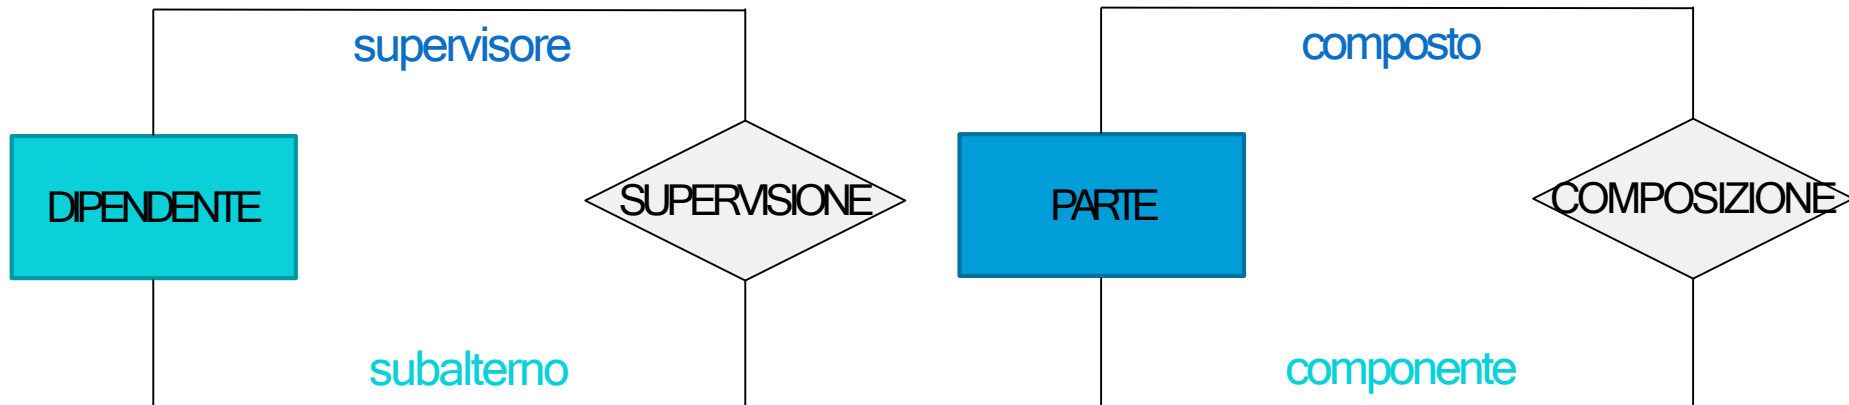 supervisore
composto
DIPENDENTE
SUPERVISIONE
PARTE
COMPOSIZIONE
subalterno
componente